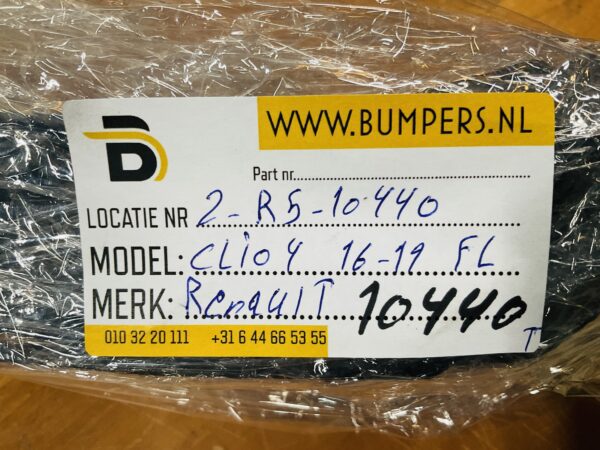 WWW.BUMPERS.NL
Part nr.
LOCATIE NR 2-R5-10440
MODEL: CLIO 4 16-19 FL
MERK: Renault 10440
T
010 32 20 111 +31 6 44 66 53 55